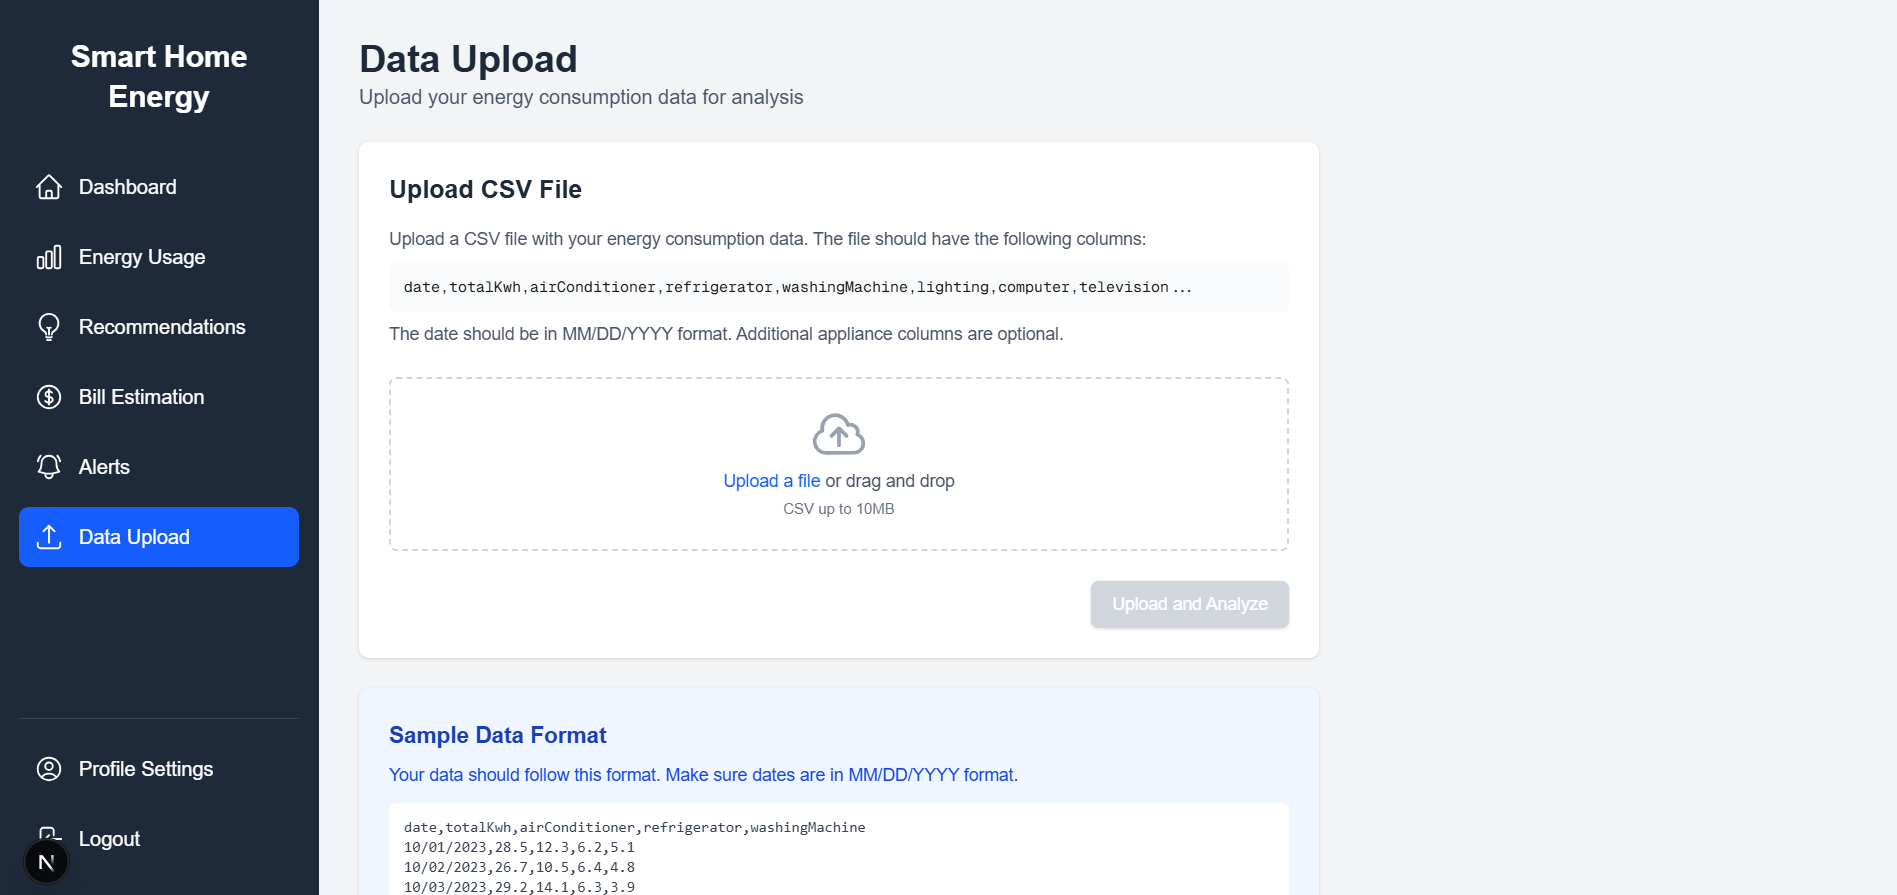 Smart Home
Energy
Dashboard
Energy Usage
Recommendations
Bill Estimation
Alerts
Data Upload
Profile Settings
Logout
N
Data Upload
Upload your energy consumption data for analysis
Upload CSV File
Upload a CSV file with your energy consumption data. The file should have the following columns:
date,totalKwh,airConditioner,refrigerator,washingMachine,lighting,computer,television...
The date should be in MM/DD/YYYY format. Additional appliance columns are optional.
Upload a file or drag and drop
CSV up to 10MB
Upload and Analyze
Sample Data Format
Your data should follow this format. Make sure dates are in MM/DD/YYYY format.
date,totalKwh,airConditioner,refrigerator,washingMachine
10/01/2023,28.5,12.3,6.2,5.1
10/02/2023,26.7,10.5,6.4,4.8
10/03/2023,29.2,14.1,6.3,3.9